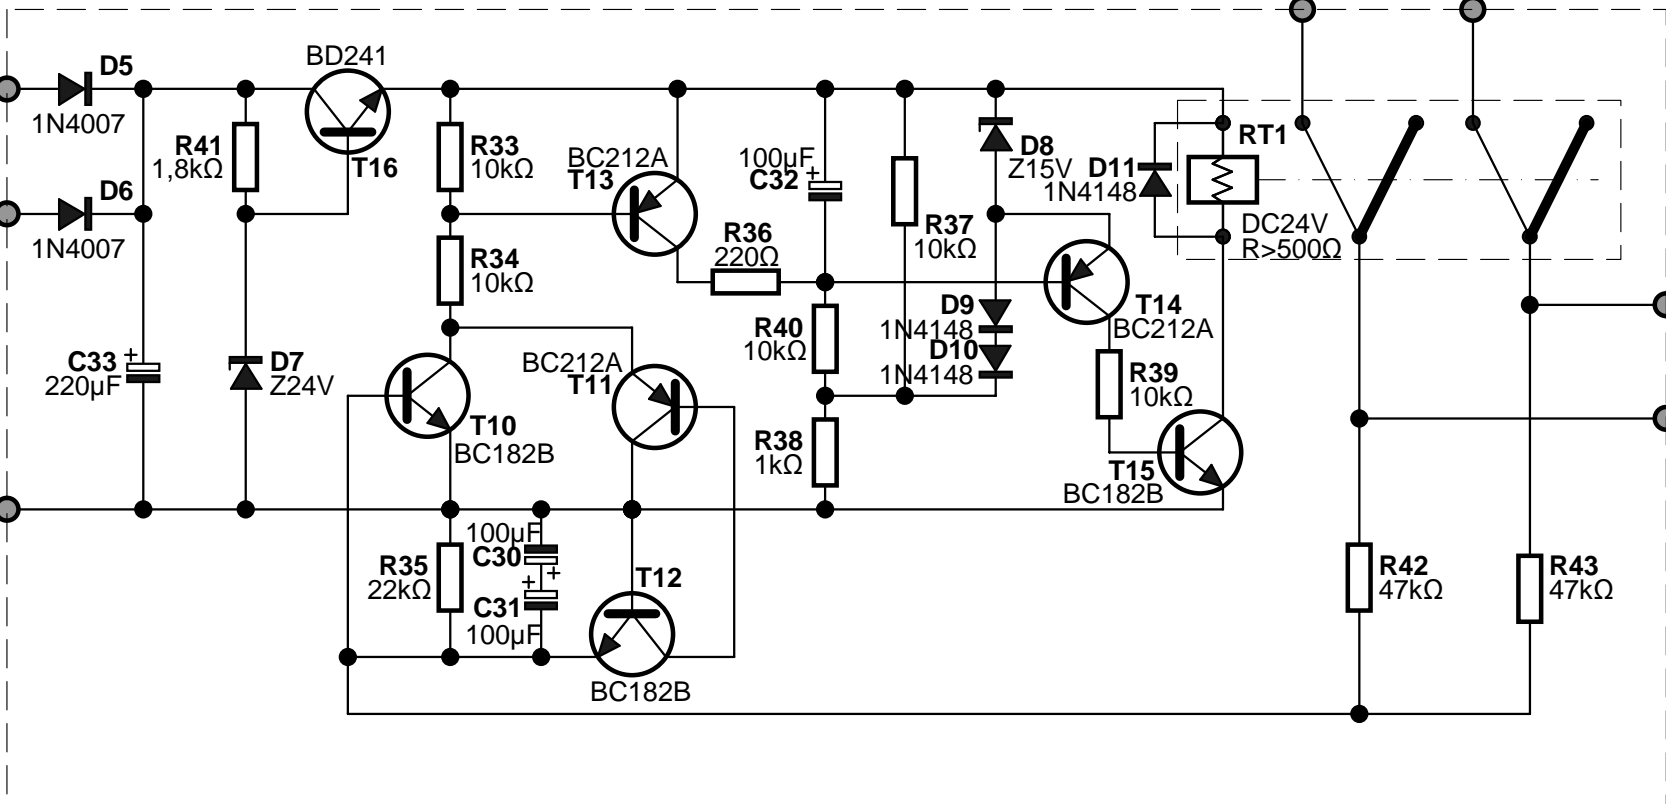 BD241
D5
1N4007
R41
1,8kΩ
T16
R33
10kΩ
BC212A
T13
100µF
+
C32
D8
Z15V
D11
1N4148
RT1
D6
1N4007
R34
10kΩ
R36
220Ω
R37
10kΩ
DC24V
R>500Ω
C33
+
220µF
D7
Z24V
BC212A
T11
R40
10kΩ
D9
1N4148
D10
1N4148
T14
BC212A
R39
10kΩ
T10
BC182B
R38
1kΩ
T15
BC182B
R35
22kΩ
100µF
C30
+
+
C31
100µF
T12
BC182B
R42
47kΩ
R43
47kΩ